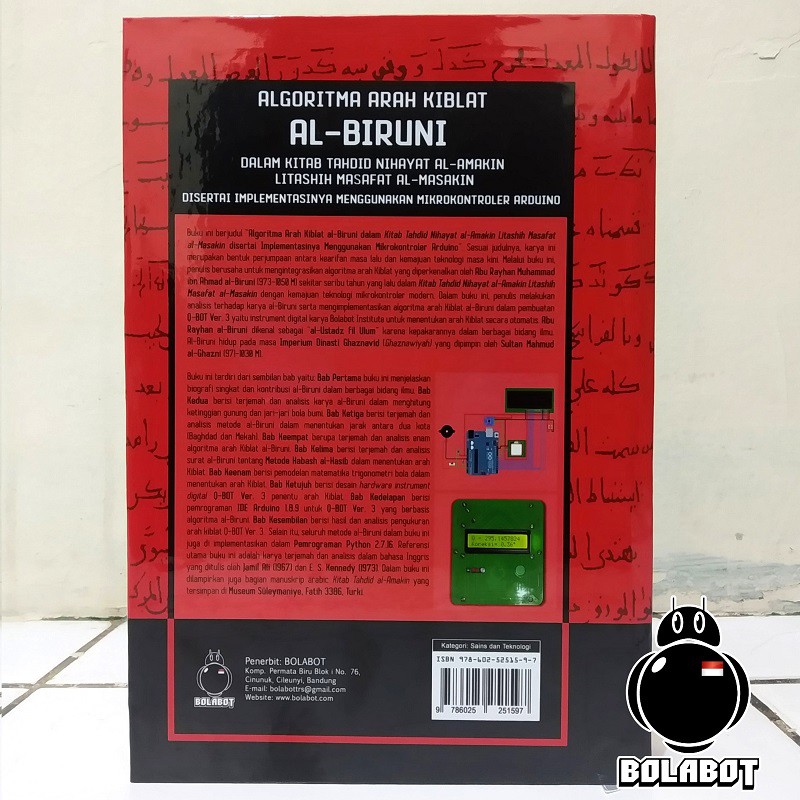 ALGORITMA ARAH KIBLAT
AL-BIRUNI
DALAM KITAB TAHDID NIHAYAT AL-AMAKIN
LITASHIH MASAFAT AL-MASAKIN
DISERTAI IMPLEMENTASINYA MENGGUNAKAN MIKROKONTROLER ARDUINO
Buku ini berjudul "Algoritma Arah Kiblat al-Biruni dalam Kitab Tahdid Nihayat al-Amakin Litashih Masafat
al-Masakin disertai Implementasinya Menggunakan Mikrokontroler Arduino". Sesuai judulnya, karya ini
merupakan bentuk perjumpaan antara kearifan masa lalu dan kemajuan teknologi masa kini. Melalui buku ini,
penulis berusaha untuk mengintegrasikan algoritma arah Kiblat yang diperkenalkan oleh Abu Rayhan Muhammad
ibn Ahmad al-Biruni (973-1050 M) sekitar seribu tahun yang lalu dalam Kitab Tahdid Nihayat al-Amakin Litashih
Masafat al-Masakin dengan kemajuan teknologi mikrokontroler modern. Dalam buku ini, penulis melakukan
analisis terhadap karya al-Biruni serta mengimplementasikan algoritma arah Kiblat al-Biruni dalam pembuatan
Q-BOT Ver. 3 yaitu instrument digital karya Bolabot Institute untuk menentukan arah Kiblat secara otomatis. Abu
Rayhan al-Biruni dikenal sebagai "al-Ustadz fil Ulum" karena kepakarannya dalam berbagai bidang ilmu.
Al-Biruni hidup pada masa Imperium Dinasti Ghaznevid (Ghaznawiyah) yang dipimpin oleh Sultan Mahmud
al-Ghazni (971-1030 M).
Buku ini terdiri dari sembilan bab yaitu: Bab Pertama buku ini menjelaskan
biografi singkat dan kontribusi al-Biruni dalam berbagai bidang ilmu. Bab
Kedua berisi terjemah dan analisis karya al-Biruni dalam menghitung
ketinggian gunung dan jari-jari bola bumi. Bab Ketiga berisi terjemah dan
analisis metode al-Biruni dalam menentukan jarak antara dua kota
(Baghdad dan Mekah). Bab Keempat berupa terjemah dan analisis enam
algoritma arah Kiblat al-Biruni. Bab Kelima berisi terjemah dan analisis
surat al-Biruni tentang Metode Habash al-Hasib dalam menentukan arah
Kiblat. Bab Keenam berisi pemodelan matematika trigonometri bola dalam
menentukan arah Kiblat. Bab Ketujuh berisi desain hardware instrument
digital Q-BOT Ver. 3 penentu arah Kiblat. Bab Kedelapan berisi
pemrograman IDE Arduino 1.8.9 untuk Q-BOT Ver. 3 yang berbasis
algoritma al-Biruni. Bab Kesembilan berisi hasil dan analisis pengukuran
arah kiblat Q-BOT Ver. 3. Selain itu, seluruh metode al-Biruni dalam buku ini
juga di implementasikan dalam Pemrograman Python 2.7.16. Referensi
utama buku ini adalah karya terjemah dan analisis dalam bahasa Inggris
yang ditulis oleh Jamil Ali (1967) dan E. S. Kennedy (1973). Dalam buku ini
dilampirkan juga bagian manuskrip arabic Kitab Tahdid al-Amakin yang
tersimpan di Museum Süleymaniye, Fatih 3386, Turki.
Penerbit: BOLABOT
Komp. Permata Biru Blok i No. 76,
Cinunuk, Cileunyi, Bandung
E-mail: bolabottrs@gmail.com
Website: www.bolabot.com
BOLABOT
Kategori: Sains dan Teknologi
ISBN 978-602-52515-9-7
9 786025 251597
BOLABOT